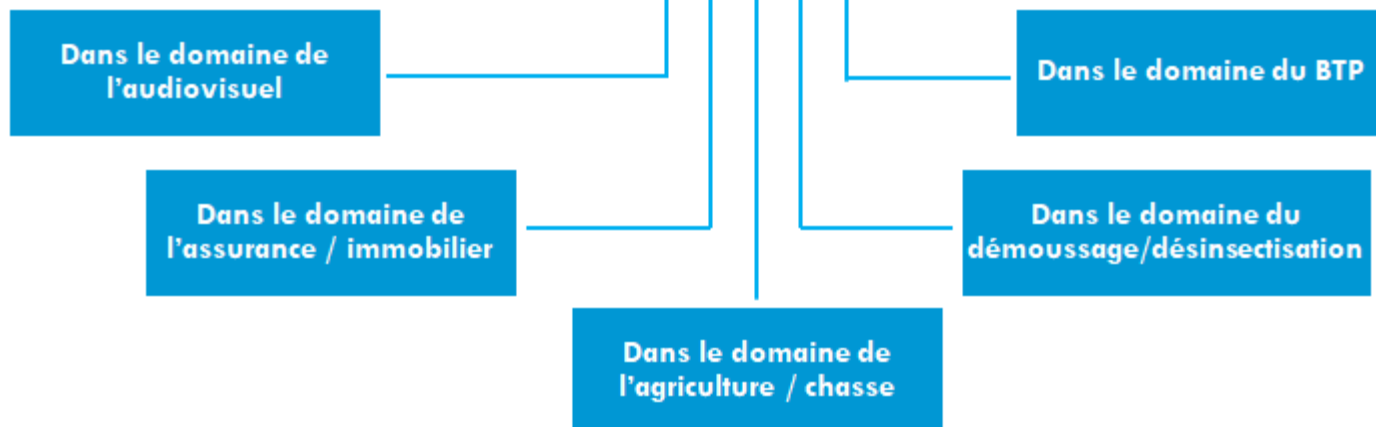 Dans le domaine de
l'audiovisuel
Dans le domaine du BTP
Dans le domaine de
l'assurance / immobilier
Dans le domaine du
démoussage/désinsectisation
Dans le domaine de
l'agriculture / chasse